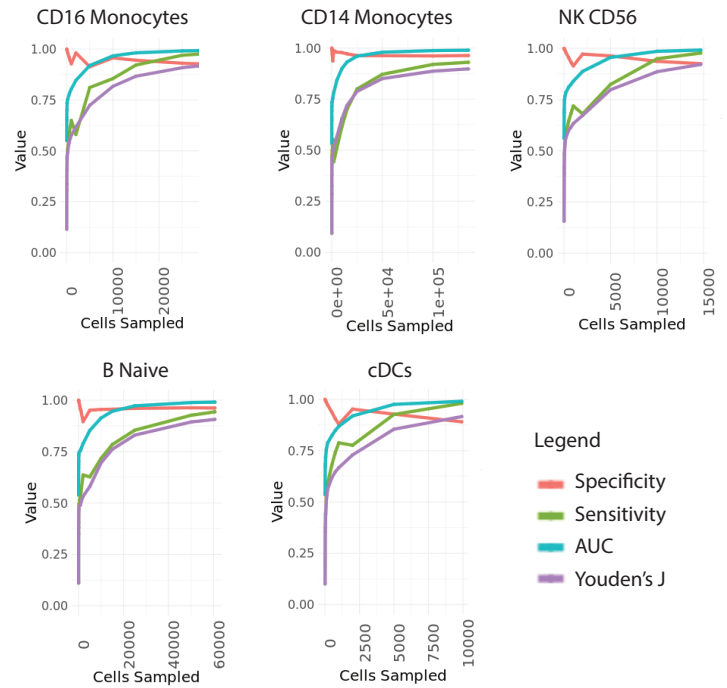 CD16 Monocytes
CD14 Monocytes
NK CD56
1.00
0.75
0.50
0.25
0.00
Value
0
10000
20000
Cells Sampled
1.00
0.75
0.50
0.25
0.00
Value
0e+00
5e+04
1e+05
Cells Sampled
1.00
0.75
0.50
0.25
0.00
Value
0
5000
10000
15000
Cells Sampled
B Naive
cDCs
1.00
0.75
0.50
0.25
0.00
Value
0
20000
40000
60000
Cells Sampled
1.00
0.75
0.50
0.25
0.00
Value
0
2500
5000
7500
10000
Cells Sampled
Legend
Specificity
Sensitivity
AUC
Youden's J